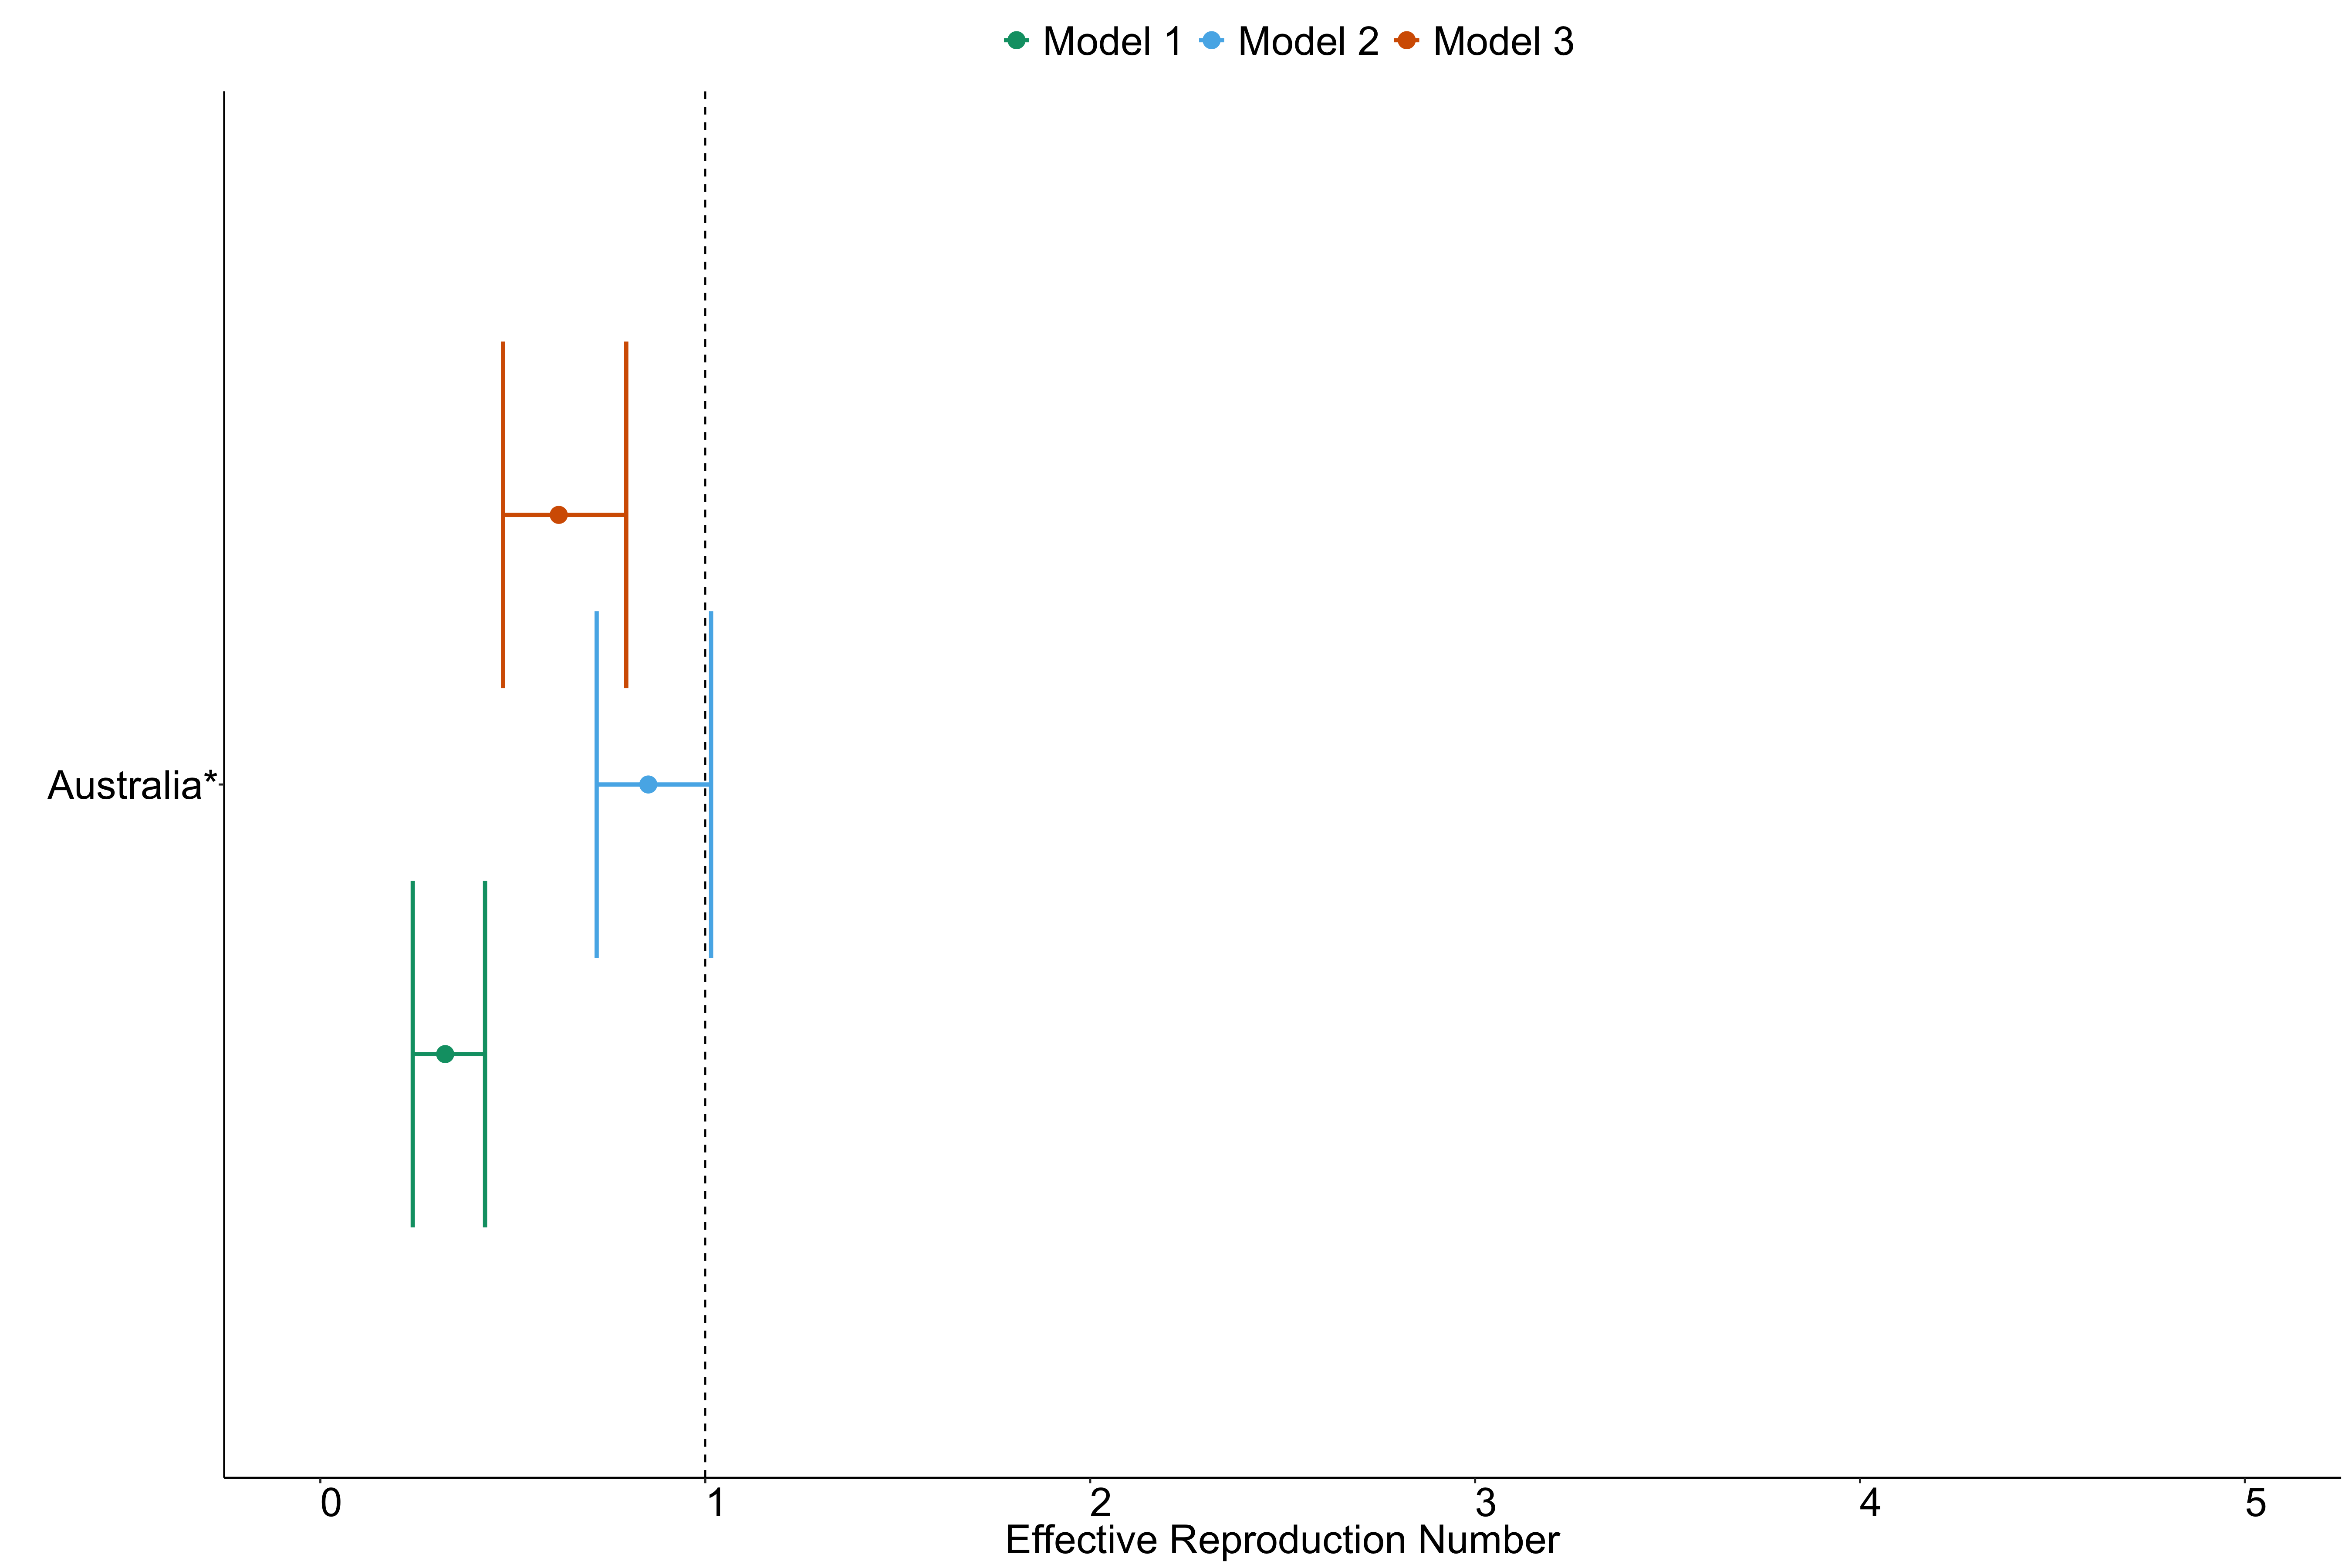 Model 1 Model 2 Model 3
Australia*
0 1 2 3 4 5
Effective Reproduction Number